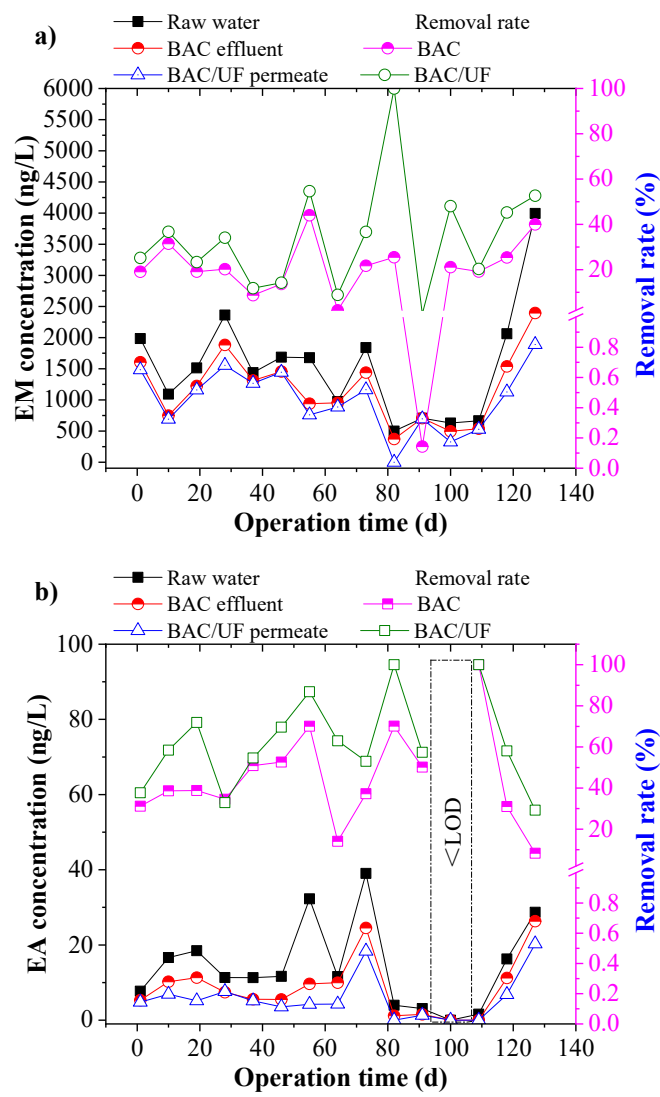 a)
Raw water
BAC effluent
BAC/UF permeate
Removal rate
BAC
BAC/UF
EM concentration (ng/L)
6000
5500
5000
4500
4000
3500
3000
2500
2000
1500
1000
500
0
100
80
60
40
20
0.8
0.6
0.4
0.2
0.0
Removal rate (%)
0 20 40 60 80 100 120 140
Operation time (d)
b)
Raw water
BAC effluent
BAC/UF permeate
Removal rate
BAC
BAC/UF
EA concentration (ng/L)
100
80
60
40
20
0
<LOD
100
80
60
40
20
0.8
0.6
0.4
0.2
0.0
Removal rate (%)
0 20 40 60 80 100 120 140
Operation time (d)